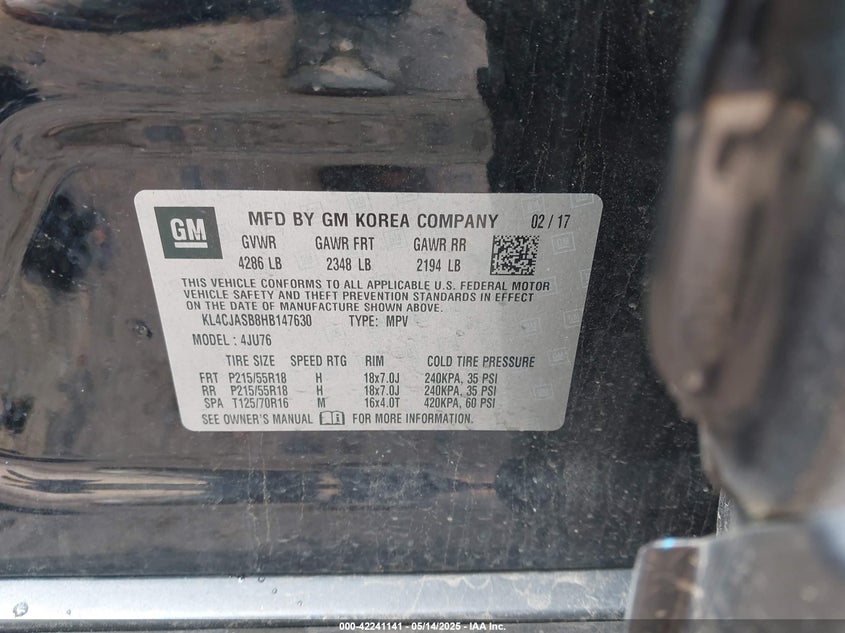 GM MFD BY GM KOREA COMPANY 02 / 17
GVWR GAWR FRT GAWR RR
4286 LB 2348 LB 2194 LB
THIS VEHICLE CONFORMS TO ALL APPLICABLE U.S. FEDERAL MOTOR
VEHICLE SAFETY AND THEFT PREVENTION STANDARDS IN EFFECT
ON THE DATE OF MANUFACTURE SHOWN ABOVE.
KL4CJASB8HB147630 TYPE: MPV
MODEL : 4JU76
TIRE SIZE SPEED RTG RIM COLD TIRE PRESSURE
FRT P215/55R18 H 18x7.0J 240KPA, 35 PSI
RR P215/55R18 H 18x7.0J 240KPA, 35 PSI
SPA T125/70R16 M 16x4.0T 420KPA, 60 PSI
SEE OWNER'S MANUAL FOR MORE INFORMATION.
000-42241141 - 05/14/2025 - IAA Inc.